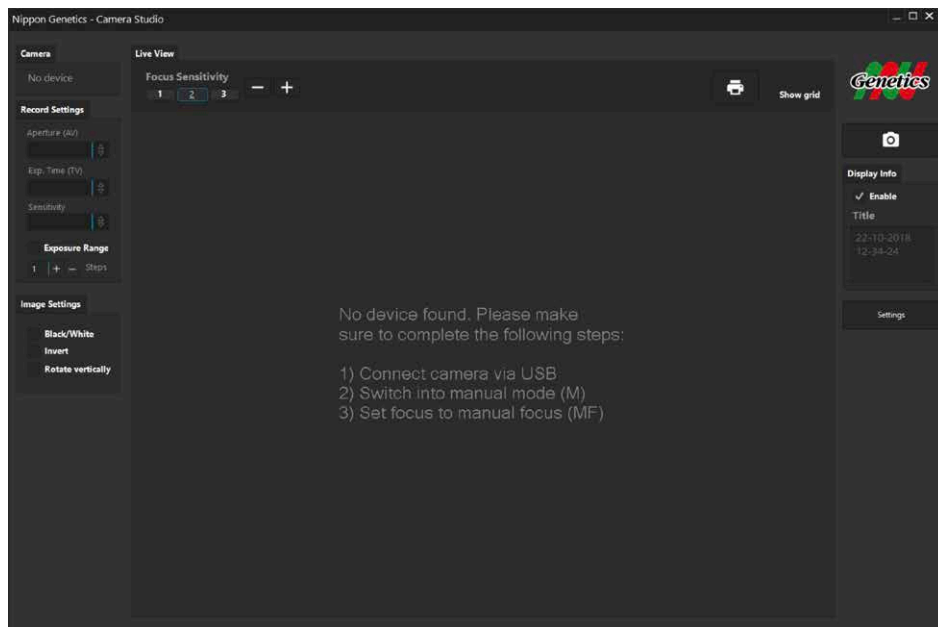 Nippon Genetics - Camera Studio
Camera
No device
Record Settings
Aperture (AV)
Exp. Time (TV)
Sensitivity
Exposure Range
1 + − Steps
Image Settings
Black/White
Invert
Rotate vertically
Live View
Focus Sensitivity
1 2 3 − +
Show grid
No device found. Please make
sure to complete the following steps:
1) Connect camera via USB
2) Switch into manual mode (M)
3) Set focus to manual focus (MF)
Genetics
Display Info
Enable
Title
22-10-2018
12-34-24
Settings